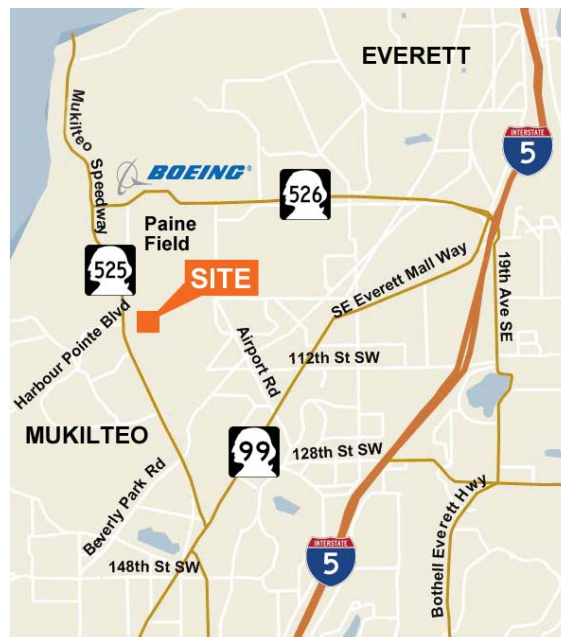 EVERETT
Mukilteo Speedway
INTERSTATE
5
BOEING®
526
Paine
Field
525
SITE
19th Ave SE
SE Everett Mall Way
Harbour Pointe Blvd
Airport Rd
112th St SW
MUKILTEO
99
128th St SW
Beverly Park Rd
Bothell Everett Hwy
INTERSTATE
5
148th St SW